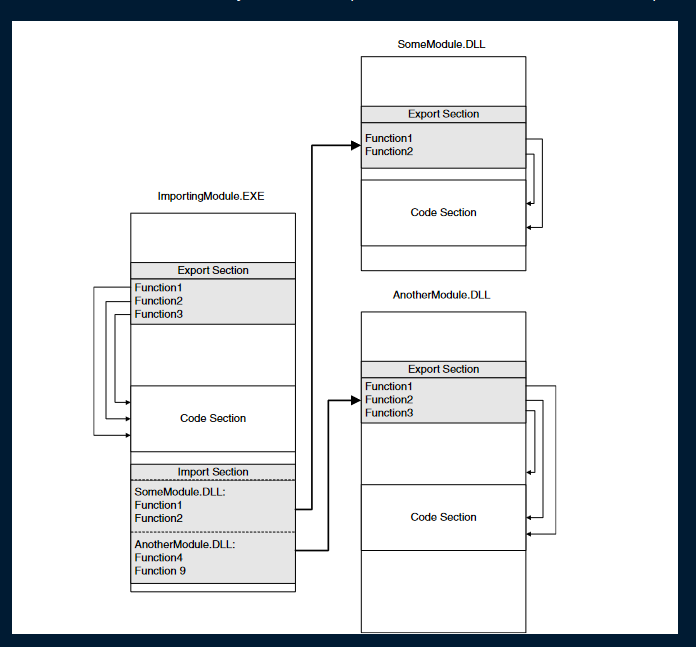 SomeModule.DLL
Export Section
Function1
Function2
Code Section
ImportingModule.EXE
Export Section
Function1
Function2
Function3
Code Section
Import Section
SomeModule.DLL:
Function1
Function2
AnotherModule.DLL:
Function4
Function 9
AnotherModule.DLL
Export Section
Function1
Function2
Function3
Code Section